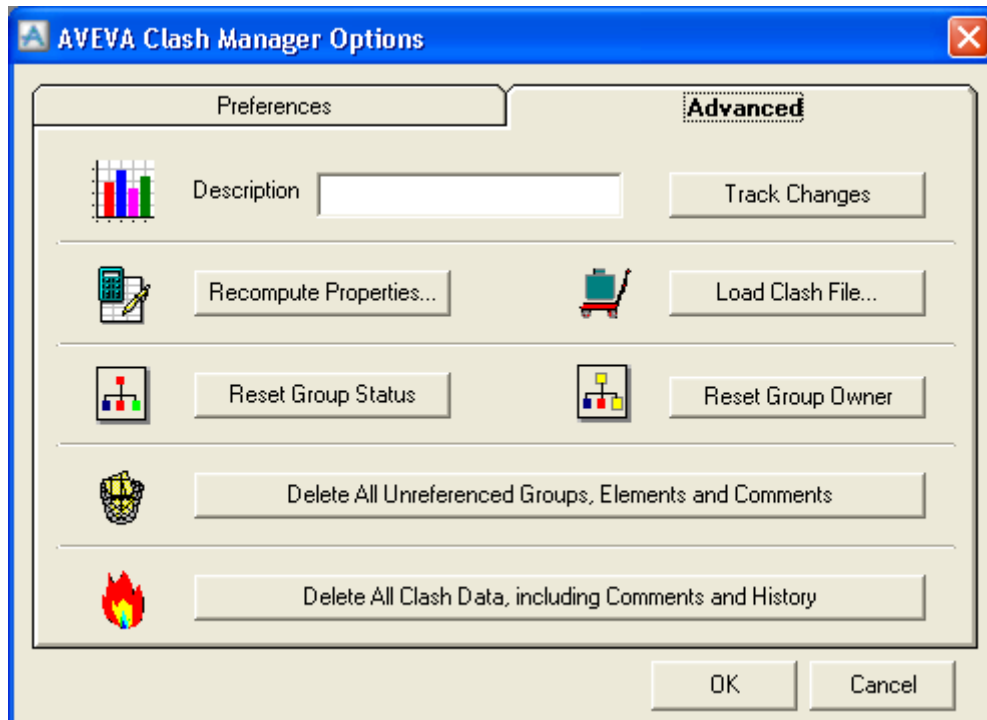 AVEVA Clash Manager Options
Preferences
Advanced
Description
Track Changes
Recompute Properties...
Load Clash File...
Reset Group Status
Reset Group Owner
Delete All Unreferenced Groups, Elements and Comments
Delete All Clash Data, including Comments and History
OK
Cancel